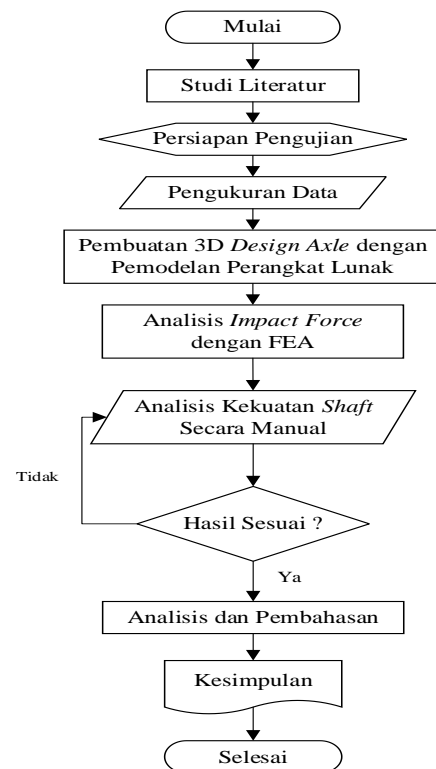 Mulai
Studi Literatur
Persiapan Pengujian
Pengukuran Data
Pembuatan 3D Design Axle dengan
Pemodelan Perangkat Lunak
Analisis Impact Force
dengan FEA
Analisis Kekuatan Shaft
Secara Manual
Tidak
Hasil Sesuai ?
Ya
Analisis dan Pembahasan
Kesimpulan
Selesai